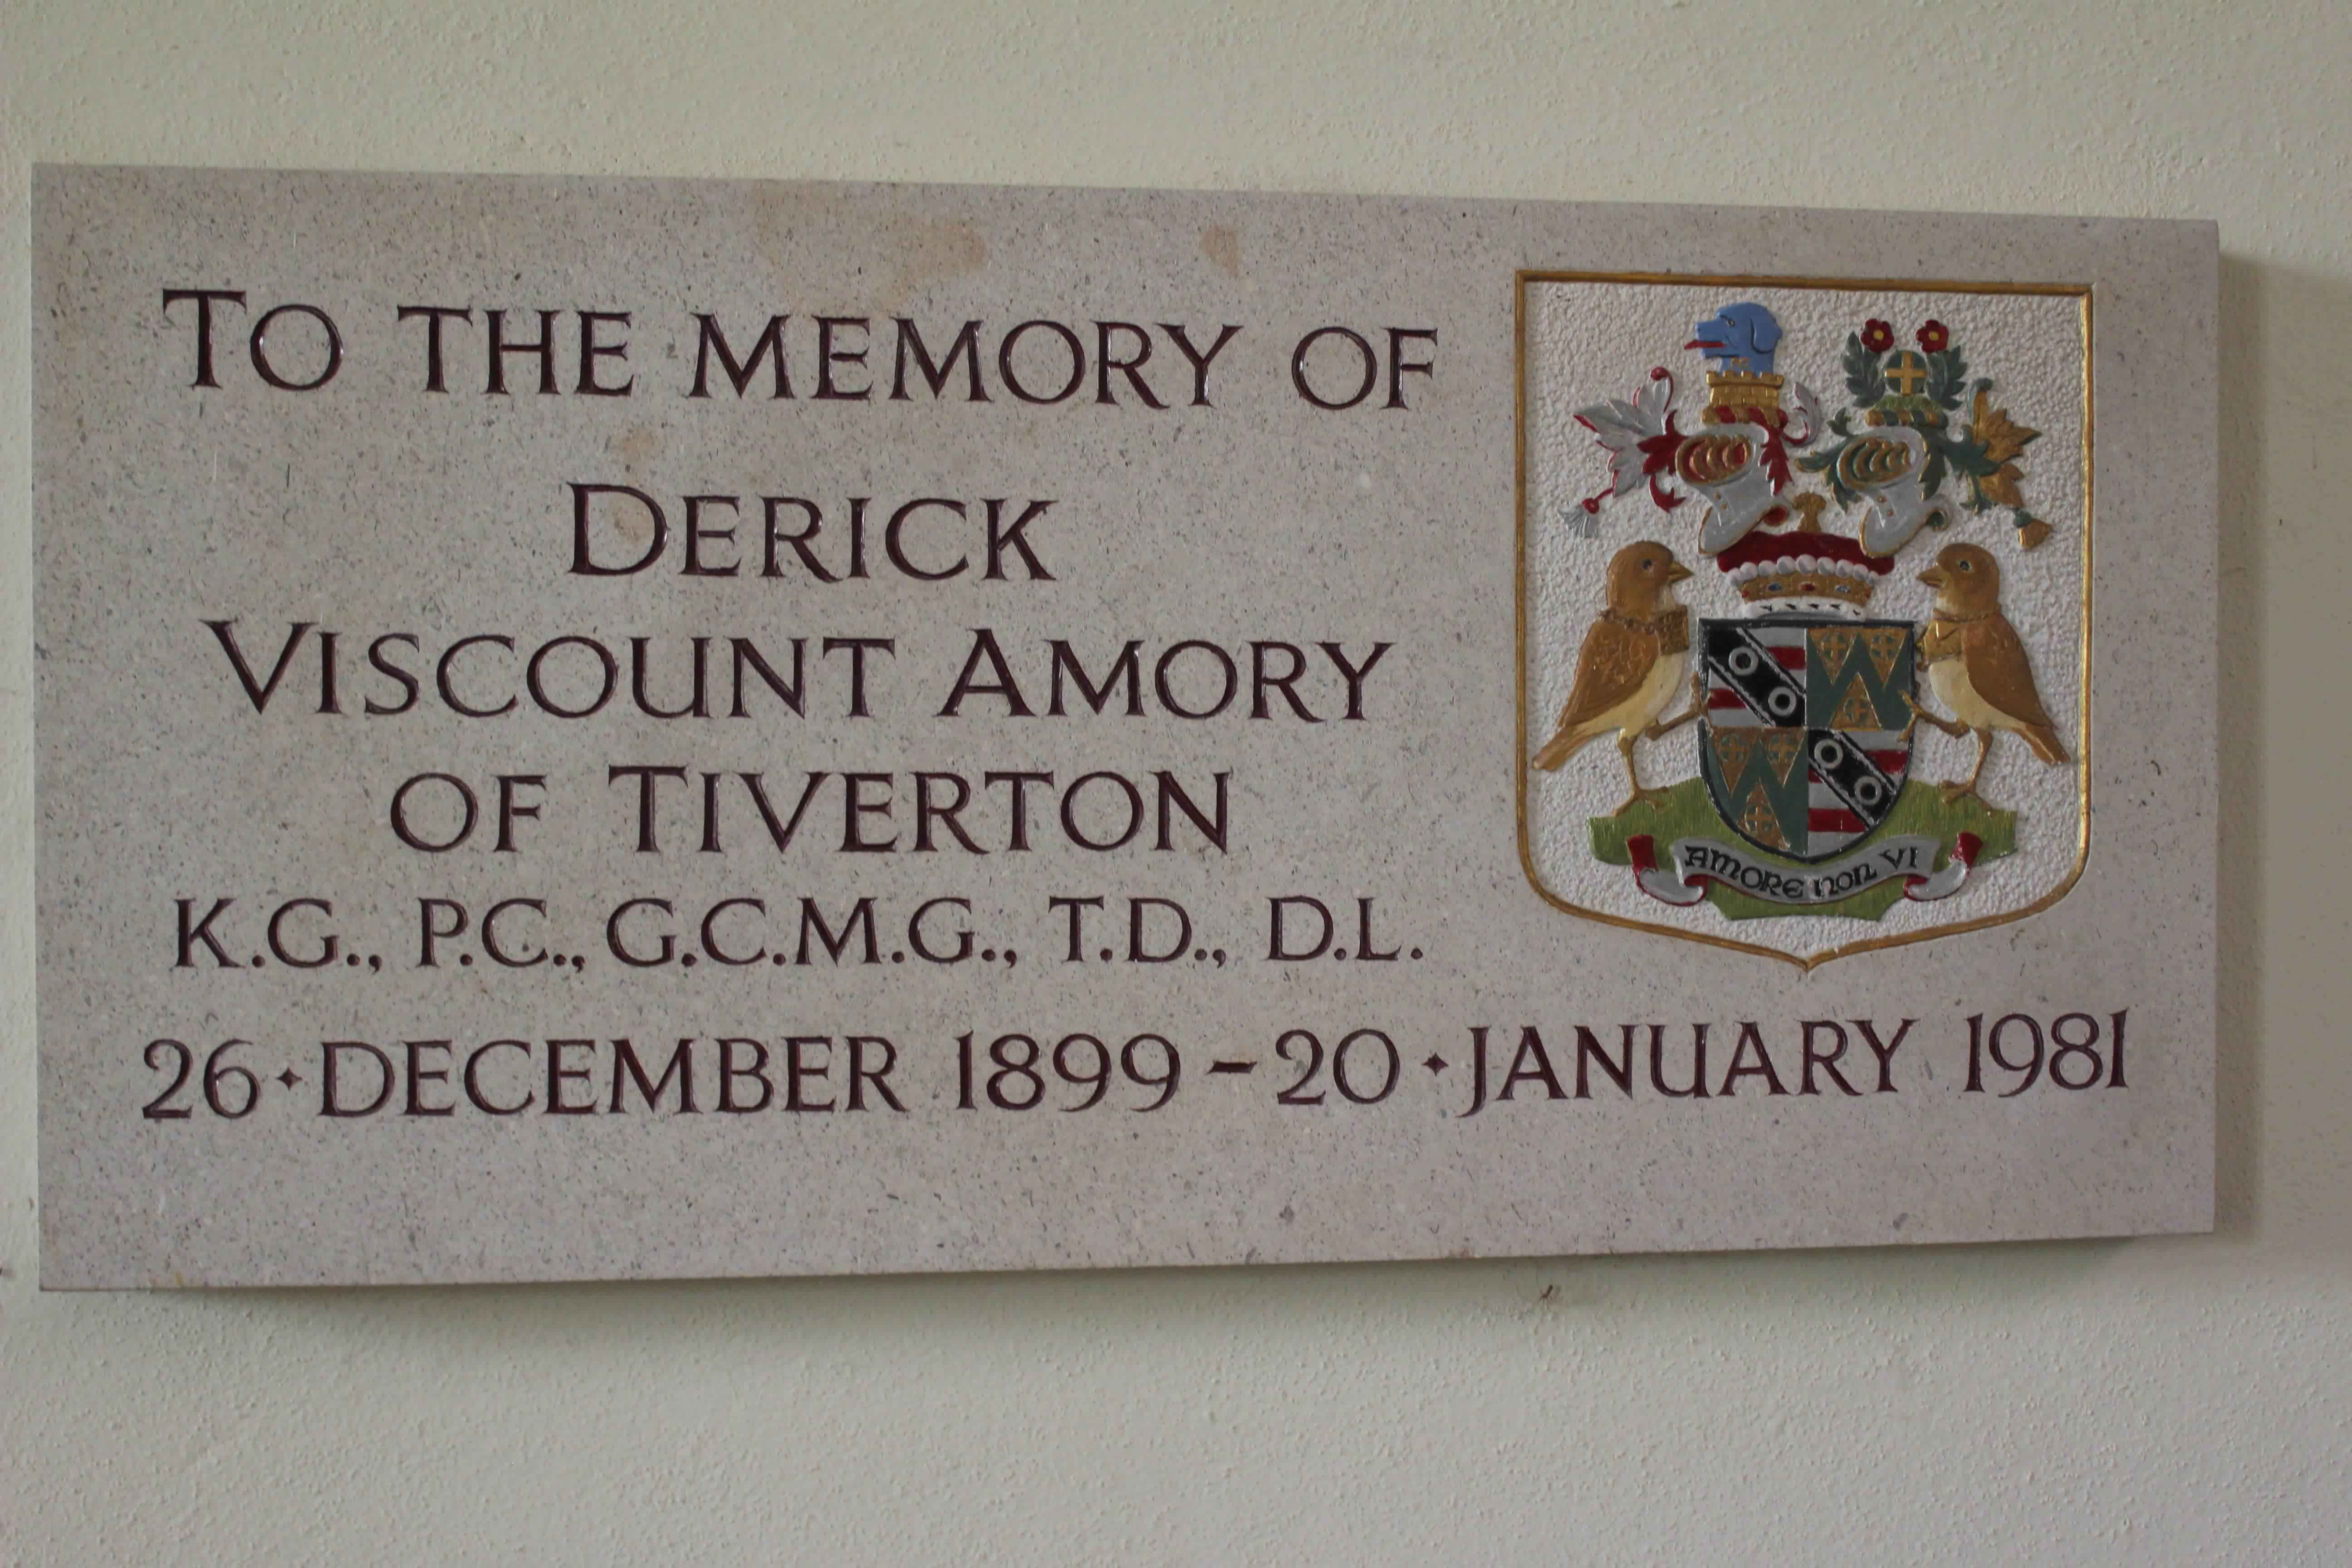 TO THE MEMORY OF
DERICK
VISCOUNT AMORY
OF TIVERTON
K.G., P.C., G.C.M.G., T.D., D.L.
26·DECEMBER 1899 – 20·JANUARY 1981
AMORE NON VI